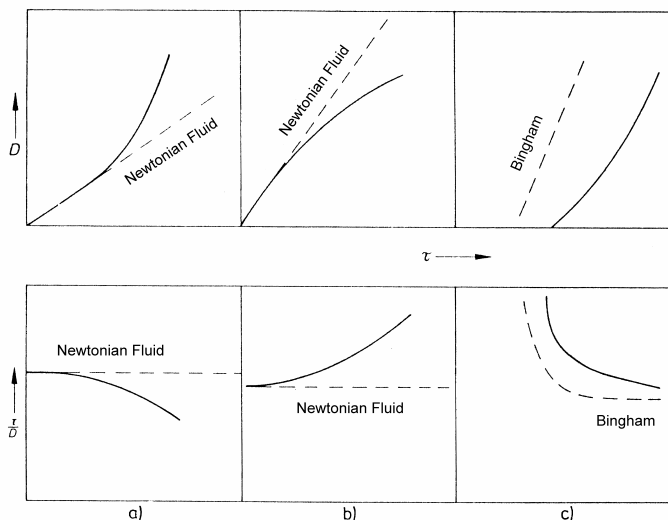 Newtonian Fluid
Newtonian Fluid
Bingham
D
τ
Newtonian Fluid
Newtonian Fluid
Bingham
τ
D
a)
b)
c)